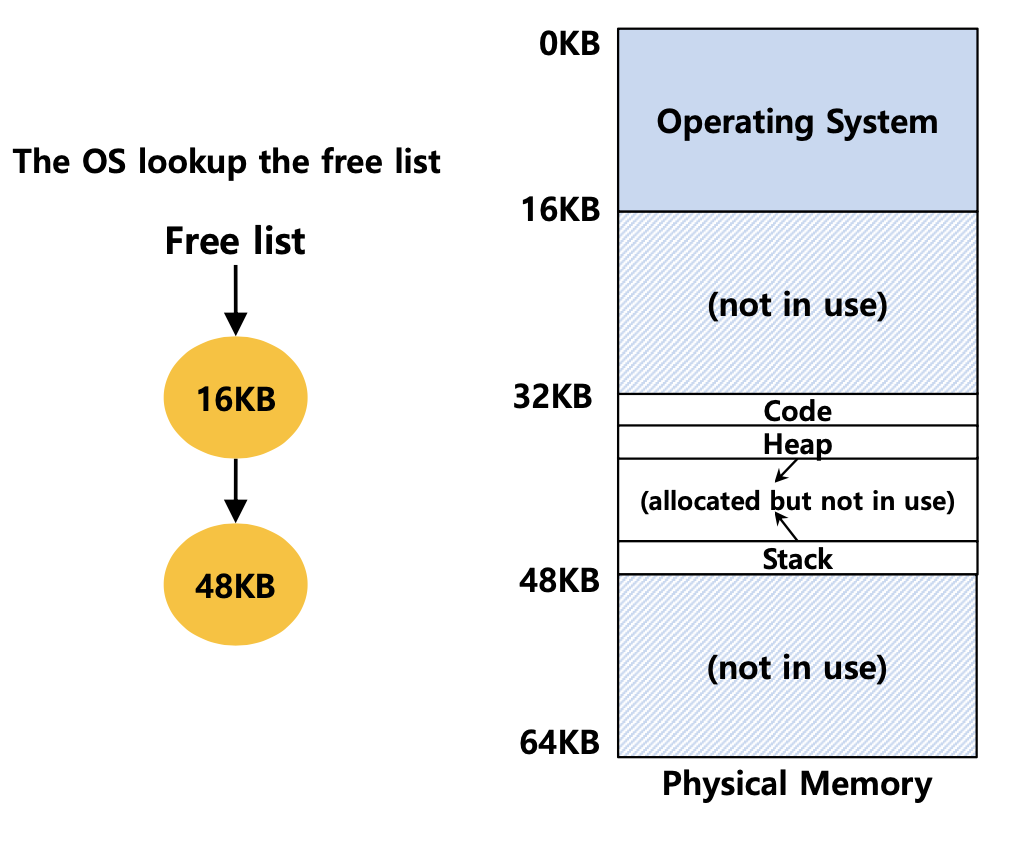 The OS lookup the free list
Free list
16KB
48KB
0KB
Operating System
16KB
(not in use)
32KB
Code
Heap
(allocated but not in use)
Stack
48KB
(not in use)
64KB
Physical Memory